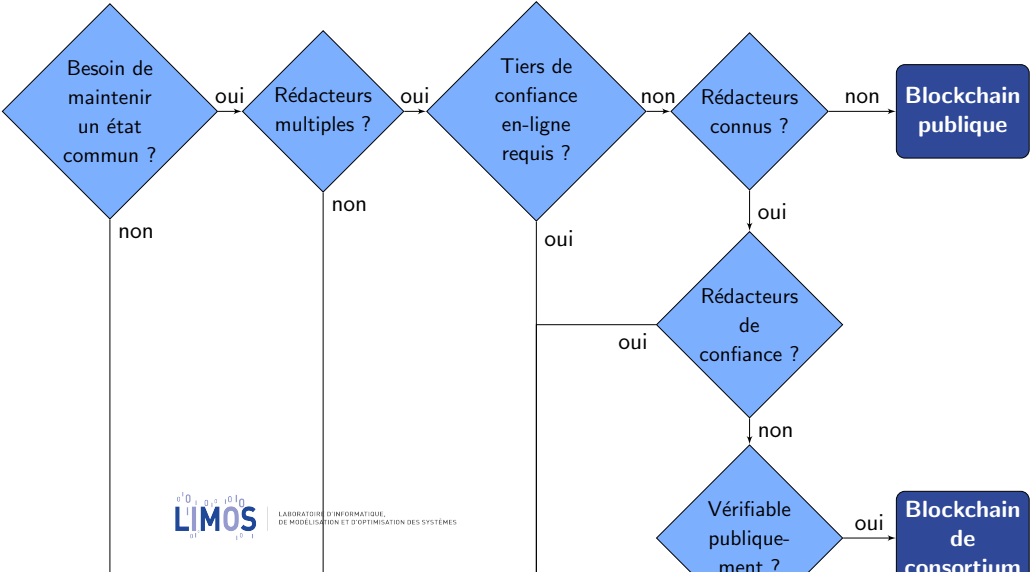 Besoin de
maintenir
un état
commun ?
oui
Rédacteurs
multiples ?
oui
Tiers de
confiance
en-ligne
requis ?
non
Rédacteurs
connus ?
non
Blockchain
publique
non
non
oui
oui
Rédacteurs
de
confiance ?
oui
non
Vérifiable
publique-
ment ?
oui
Blockchain
de
consortium
LIMOS
LABORATOIRE D'INFORMATIQUE,
DE MODÉLISATION ET D'OPTIMISATION DES SYSTÈMES